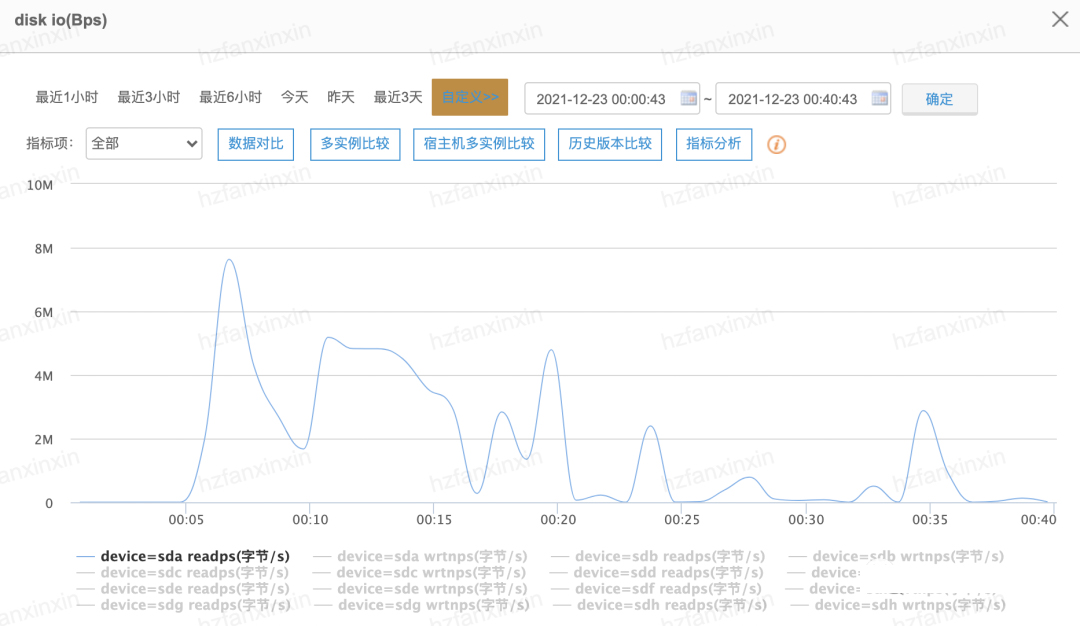 disk io(Bps)
最近1小时 最近3小时 最近6小时 今天 昨天 最近3天 自定义>> 2021-12-23 00:00:43 ~ 2021-12-23 00:40:43 确定
指标项: 全部 数据对比 多实例比较 宿主机多实例比较 历史版本比较 指标分析 i
10M
8M
6M
4M
2M
0
00:05 00:10 00:15 00:20 00:25 00:30 00:35 00:40
device=sda readps(字节/s) device=sda wrtnps(字节/s) device=sdb readps(字节/s) device=sdb wrtnps(字节/s)
device=sdc readps(字节/s) device=sdc wrtnps(字节/s) device=sdd readps(字节/s) device=
device=sde readps(字节/s) device=sde wrtnps(字节/s) device=sdf readps(字节/s) device=
device=sdg readps(字节/s) device=sdg wrtnps(字节/s) device=sdh readps(字节/s) device=sdh wrtnps(字节/s)
hzfanxinxin